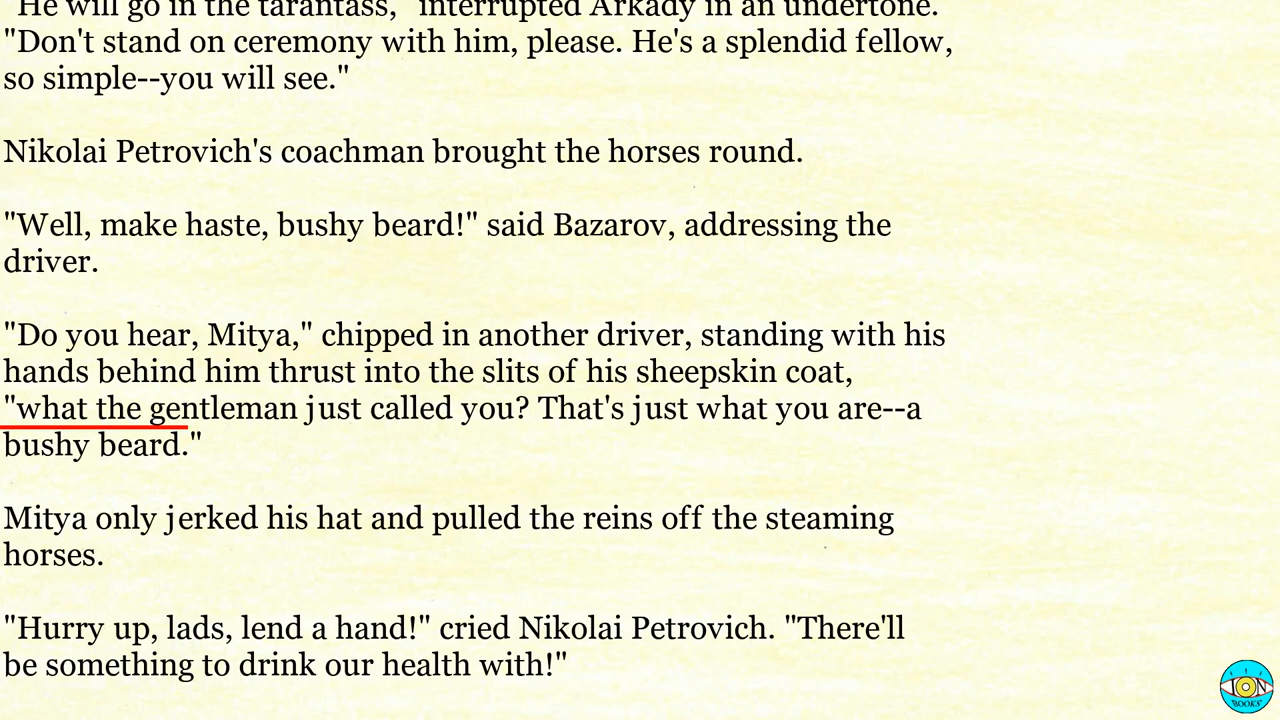 "He will go in the tarantass," interrupted Arkady in an undertone.
"Don't stand on ceremony with him, please. He's a splendid fellow,
so simple--you will see."
Nikolai Petrovich's coachman brought the horses round.
"Well, make haste, bushy beard!" said Bazarov, addressing the
driver.
"Do you hear, Mitya," chipped in another driver, standing with his
hands behind him thrust into the slits of his sheepskin coat,
"what the gentleman just called you? That's just what you are--a
bushy beard."
Mitya only jerked his hat and pulled the reins off the steaming
horses.
"Hurry up, lads, lend a hand!" cried Nikolai Petrovich. "There'll
be something to drink our health with!"
ION
BOOKS